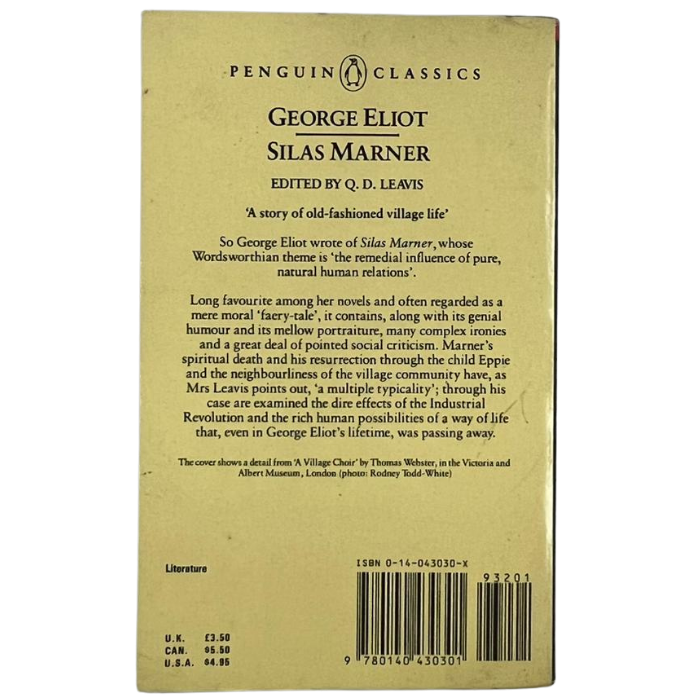 PENGUIN CLASSICS
GEORGE ELIOT
SILAS MARNER
EDITED BY Q. D. LEAVIS
‘A story of old-fashioned village life’
So George Eliot wrote of Silas Marner, whose
Wordsworthian theme is ‘the remedial influence of pure,
natural human relations’.
Long favourite among her novels and often regarded as a
mere moral ‘faery-tale’, it contains, along with its genial
humour and its mellow portraiture, many complex ironies
and a great deal of pointed social criticism. Marner’s
spiritual death and his resurrection through the child Eppie
and the neighbourliness of the village community have, as
Mrs Leavis points out, ‘a multiple typicality’; through his
case are examined the dire effects of the Industrial
Revolution and the rich human possibilities of a way of life
that, even in George Eliot’s lifetime, was passing away.
The cover shows a detail from ‘A Village Choir’ by Thomas Webster, in the Victoria and
Albert Museum, London (photo: Rodney Todd-White)
Literature
ISBN 0-14-043030-X
93201
U.K. £3.50
CAN. $5.50
U.S.A. $4.95
9 780140 430301